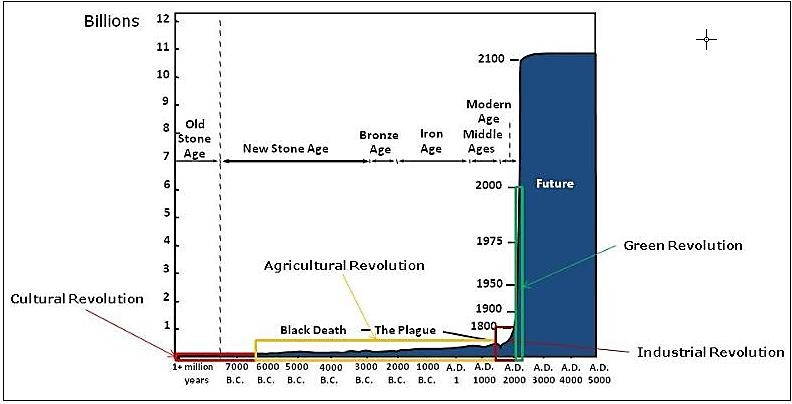 Billions
12
11
10
9
8
7
6
5
4
3
2
1
Old
Stone
Age
New Stone Age
Bronze
Age
Iron
Age
Middle
Ages
Modern
Age
2100
2000
1975
1950
1900
1800
Future
Green Revolution
Agricultural Revolution
Cultural Revolution
Black Death — The Plague
Industrial Revolution
1+ million
years
7000
B.C.
6000
B.C.
5000
B.C.
4000
B.C.
3000
B.C.
2000
B.C.
1000
B.C.
A.D.
1
A.D.
1000
A.D.
2000
A.D.
3000
A.D.
4000
A.D.
5000